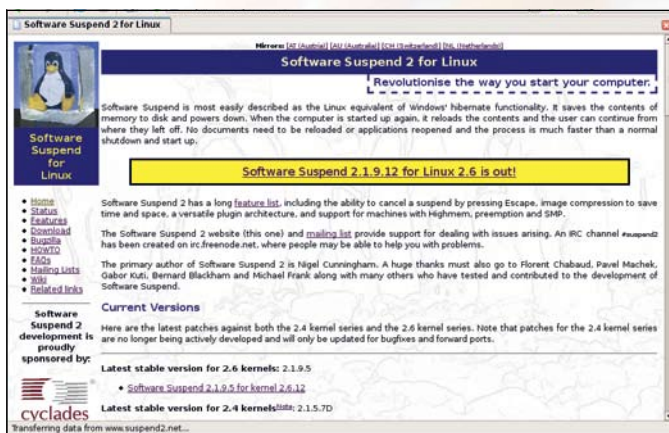 Software Suspend 2 for Linux
Mirrors: [AT (Austria)] [AU (Australia)] [CH (Switzerland)] [NL (Netherlands)]
Software Suspend 2 for Linux
Revolutionise the way you start your computer.
Software Suspend is most easily described as the Linux equivalent of Windows' hibernate functionality. It saves the contents of
memory to disk and powers down. When the computer is started up again, it reloads the contents and the user can continue from
where they left off. No documents need to be reloaded or applications reopened and the process is much faster than a normal
shutdown and start up.
Software Suspend 2.1.9.12 for Linux 2.6 is out!
Software Suspend 2 has a long feature list, including the ability to cancel a suspend by pressing Escape, image compression to save
time and space, a versatile plugin architecture, and support for machines with Highmem, preemption and SMP.
The Software Suspend 2 website (this one) and mailing list provide support for dealing with issues arising. An IRC channel #suspend2
has been created on irc.freenode.net, where people may be able to help you with problems.
The primary author of Software Suspend 2 is Nigel Cunningham. A huge thanks must also go to Florent Chabaud, Pavel Machek,
Gabor Kuti, Bernard Blackham and Michael Frank along with many others who have tested and contributed to the development of
Software Suspend.
Current Versions
Here are the latest patches against both the 2.4 kernel series and the 2.6 kernel series. Note that patches for the 2.4 kernel series
are no longer being actively developed and will only be updated for bugfixes and forward ports.
Latest stable version for 2.6 kernels: 2.1.9.5
Software Suspend 2.1.9.5 for kernel 2.6.12
Latest stable version for 2.4 kernels Note: 2.1.5.7D
Software
Suspend
for
Linux
Home
Status
Features
Download
Bugzilla
HOWTO
FAQs
Mailing Lists
Wiki
Related links
Software
Suspend 2
development is
proudly
sponsored by:
cyclades
Transferring data from www.suspend2.net...